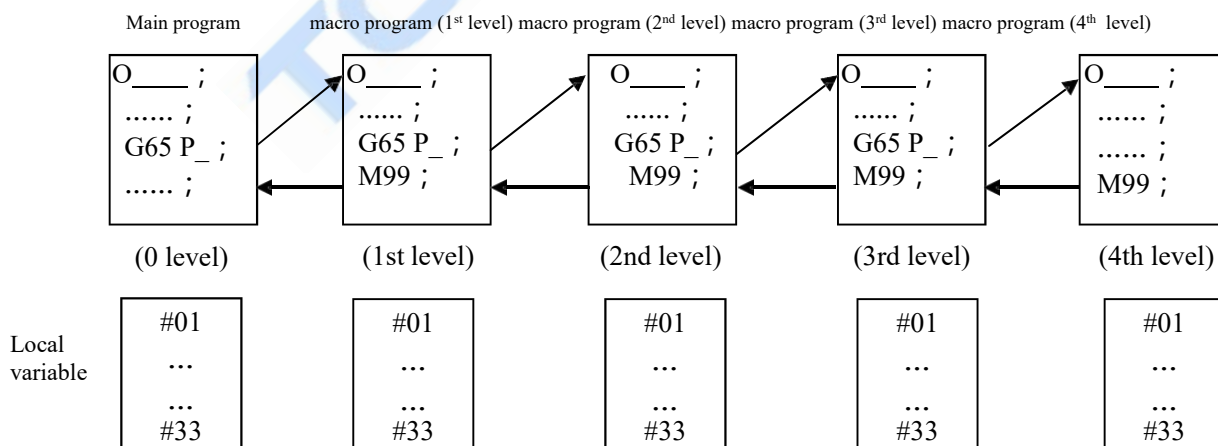 Main program
macro program (1st level) macro program (2nd level) macro program (3rd level) macro program (4th level)
O____ ;
...... ;
G65 P_ ;
...... ;
O____ ;
...... ;
G65 P_ ;
M99 ;
O____ ;
...... ;
G65 P_ ;
M99 ;
O____ ;
...... ;
G65 P_ ;
M99 ;
O____ ;
...... ;
...... ;
M99 ;
(0 level)
(1st level)
(2nd level)
(3rd level)
(4th level)
Local
variable
#01
...
...
#33
#01
...
...
#33
#01
...
...
#33
#01
...
...
#33
#01
...
...
#33